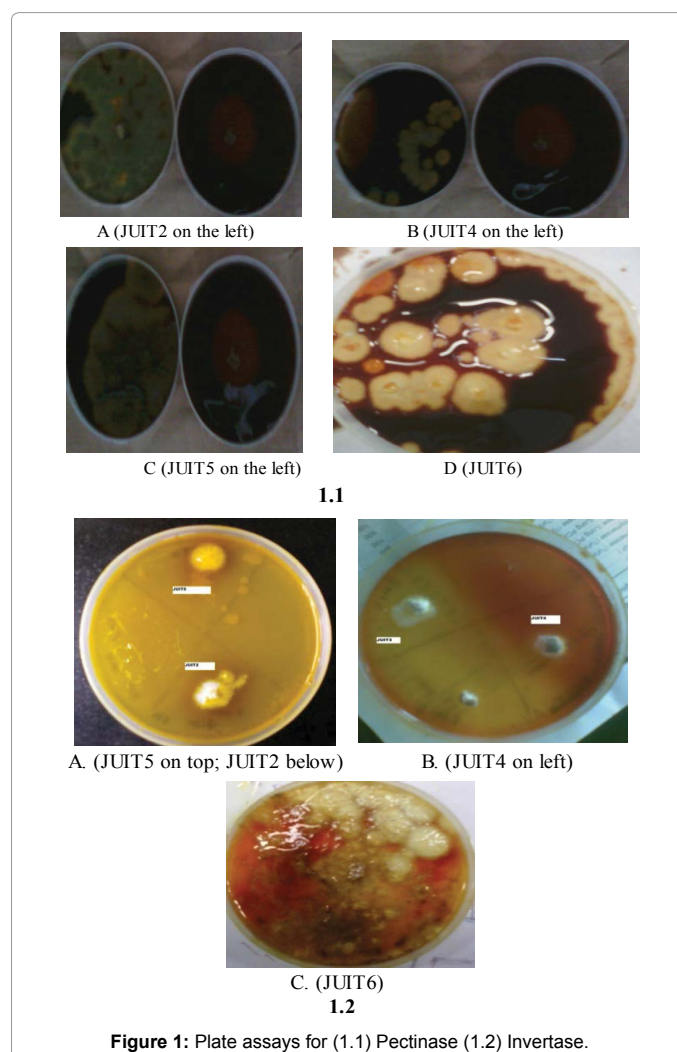 A (JUIT2 on the left)
B (JUIT4 on the left)
C (JUIT5 on the left)
D (JUIT6)
1.1
JUIT2
A. (JUIT5 on top; JUIT2 below)
B. (JUIT4 on left)
C. (JUIT6)
1.2
Figure 1: Plate assays for (1.1) Pectinase (1.2) Invertase.